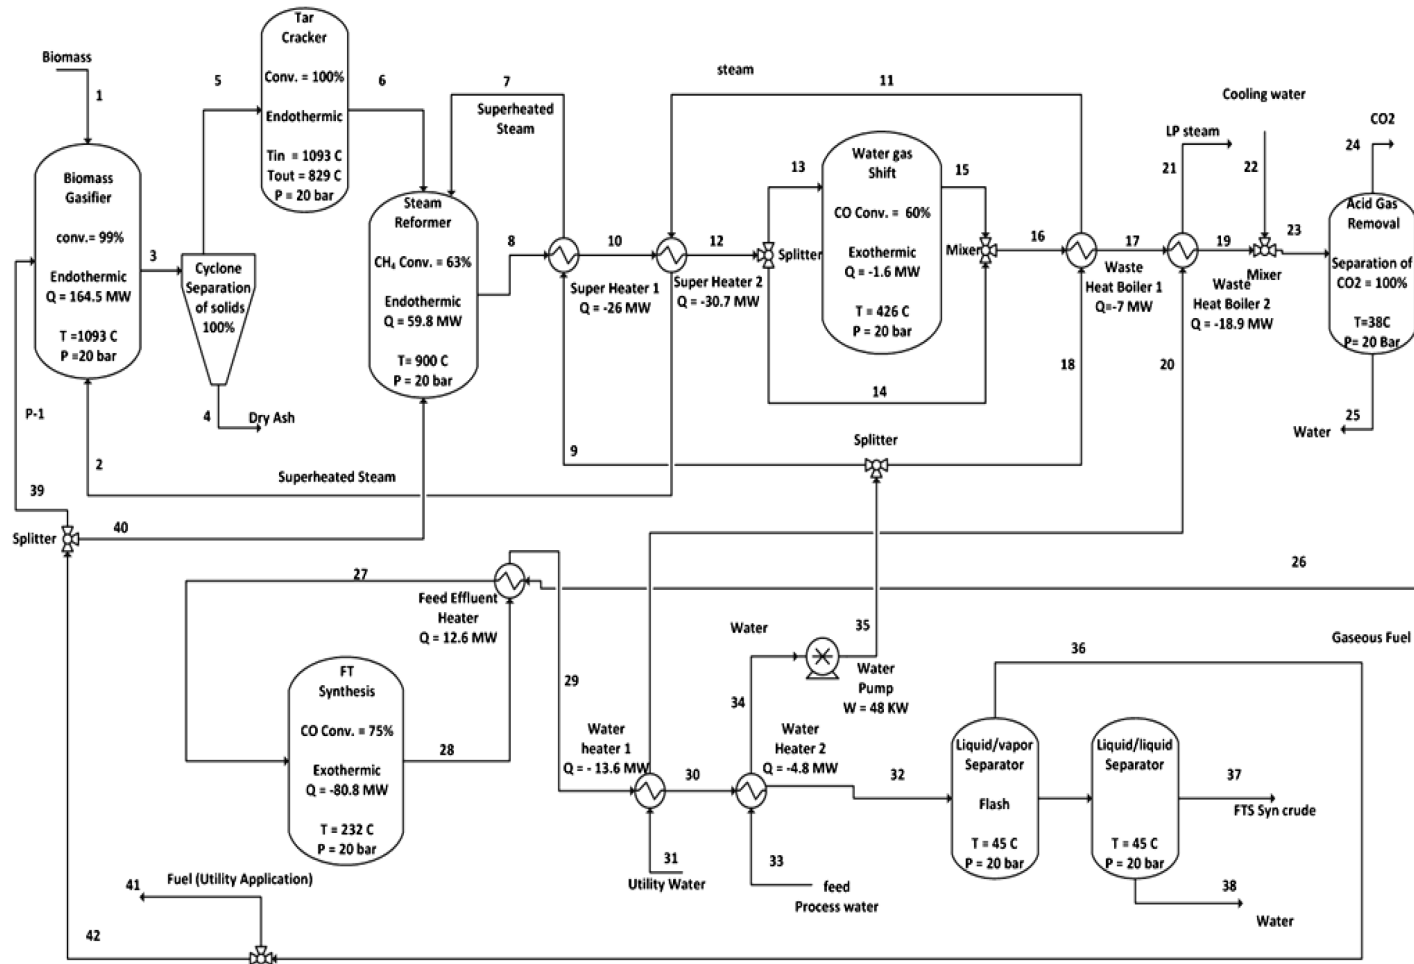 Biomass
1
Biomass
Gasifier
conv.= 99%
Endothermic
Q = 164.5 MW
T =1093 C
P =20 bar
P-1
2
3
Cyclone
Separation
of solids
100%
4
Dry Ash
5
Tar
Cracker
Conv. = 100%
Endothermic
Tin = 1093 C
Tout = 829 C
P = 20 bar
6
7
Superheated
Steam
Steam
Reformer
CH₄ Conv. = 63%
Endothermic
Q = 59.8 MW
T= 900 C
P = 20 bar
8
10
Super Heater 1
Q = -26 MW
steam
11
12
Super Heater 2
Q = -30.7 MW
Splitter
13
Water gas
Shift
CO Conv. = 60%
Exothermic
Q = -1.6 MW
T = 426 C
P = 20 bar
14
15
Mixer
16
17
Waste
Heat Boiler 1
Q=-7 MW
18
LP steam
21
19
Waste
Heat Boiler 2
Q = -18.9 MW
20
Cooling water
22
Mixer
23
CO2
24
Acid Gas
Removal
Separation of
CO2 = 100%
T=38C
P= 20 Bar
25
Water
9
Splitter
Superheated Steam
39
Splitter
40
27
Feed Effluent
Heater
Q = 12.6 MW
26
FT
Synthesis
CO Conv. = 75%
Exothermic
Q = -80.8 MW
T = 232 C
P = 20 bar
28
29
Water
heater 1
Q = - 13.6 MW
30
31
Utility Water
Water
34
35
Water
Pump
W = 48 KW
Water
Heater 2
Q = -4.8 MW
32
33
feed
Process water
36
Gaseous Fuel
Liquid/vapor
Separator
Flash
T = 45 C
P = 20 bar
Liquid/liquid
Separator
T = 45 C
P = 20 bar
37
FTS Syn crude
38
Water
41
Fuel (Utility Application)
42